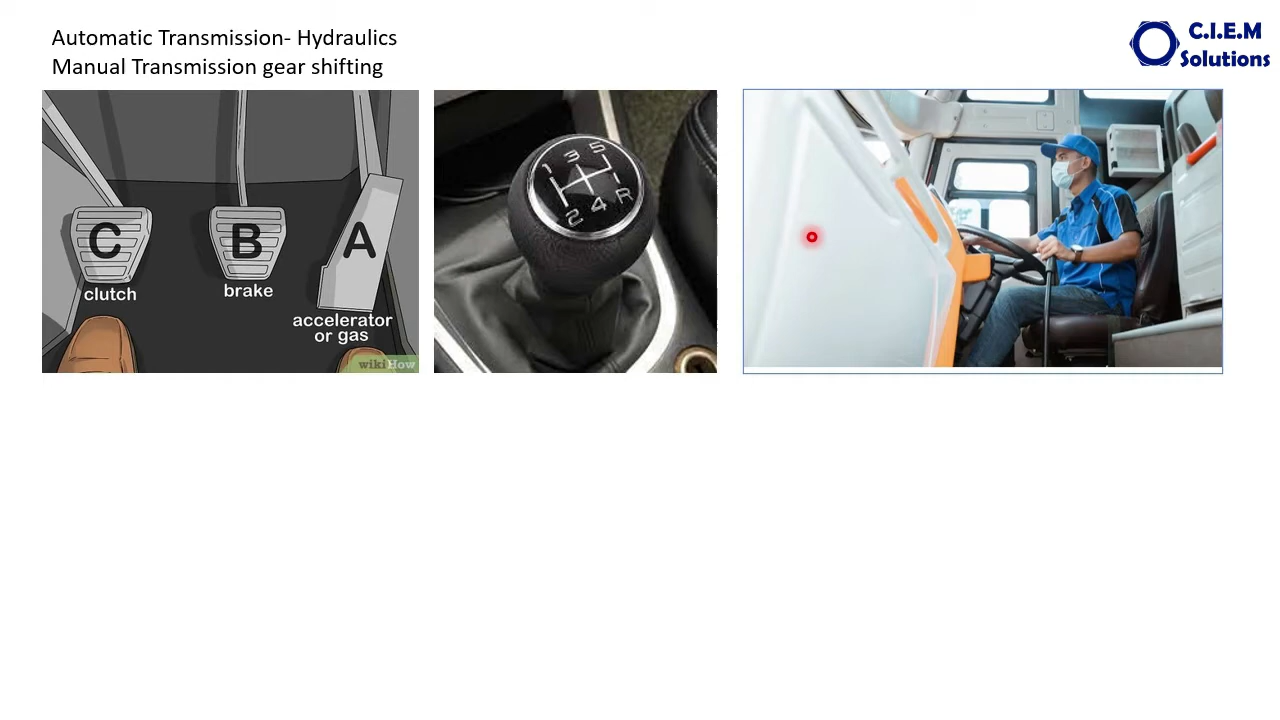 Automatic Transmission- Hydraulics
Manual Transmission gear shifting
C.I.E.M
Solutions
C
B
A
clutch
brake
accelerator
or gas
wikiHow
1 3 5
2 4 R